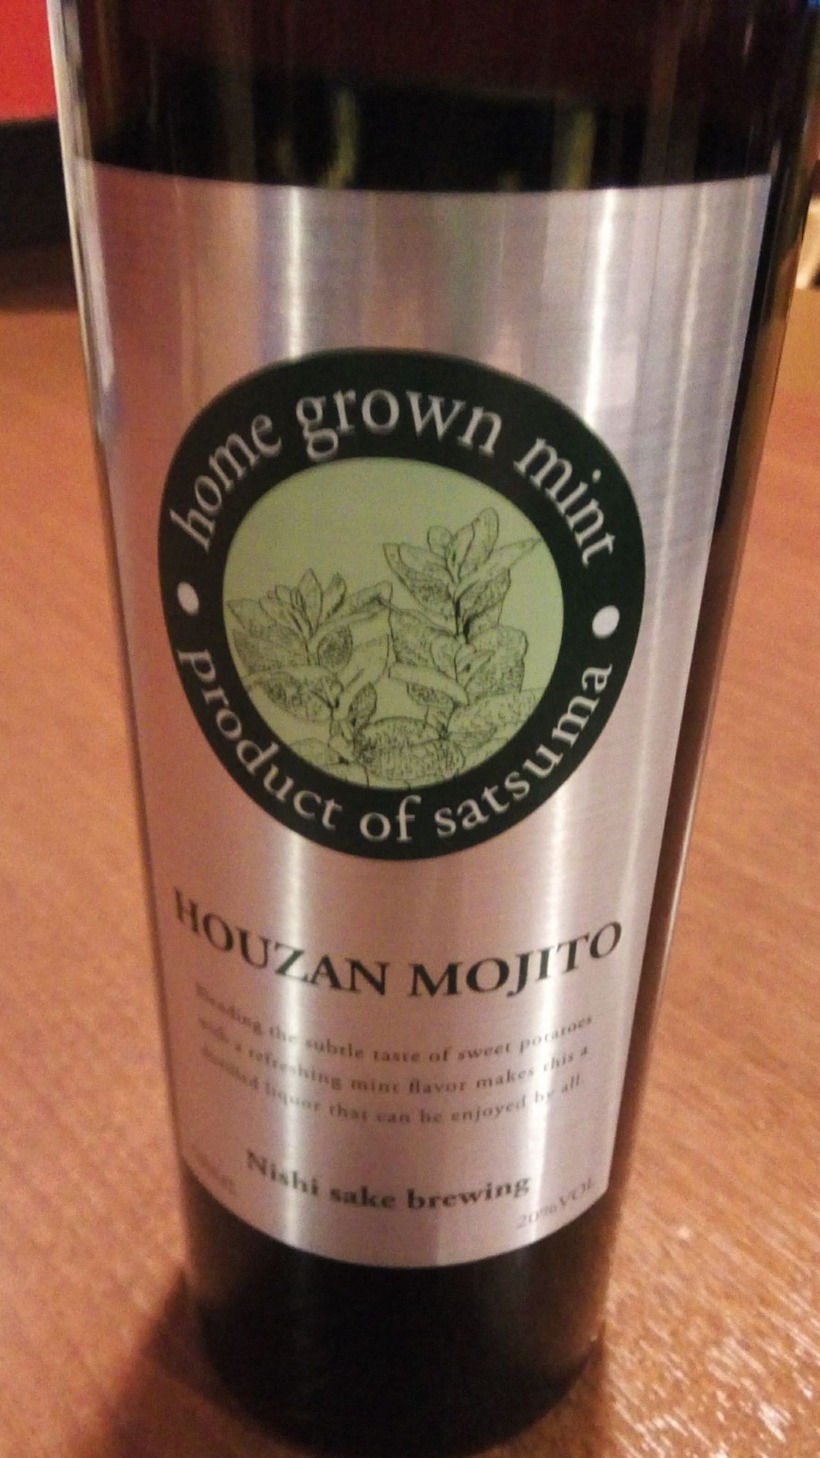 home grown mint
product of satsuma
HOUZAN MOJITO
Blending the subtle taste of sweet potatoes
with a refreshing mint flavor makes this a
distilled liquor that can be enjoyed by all.
Nishi sake brewing
20%VOL